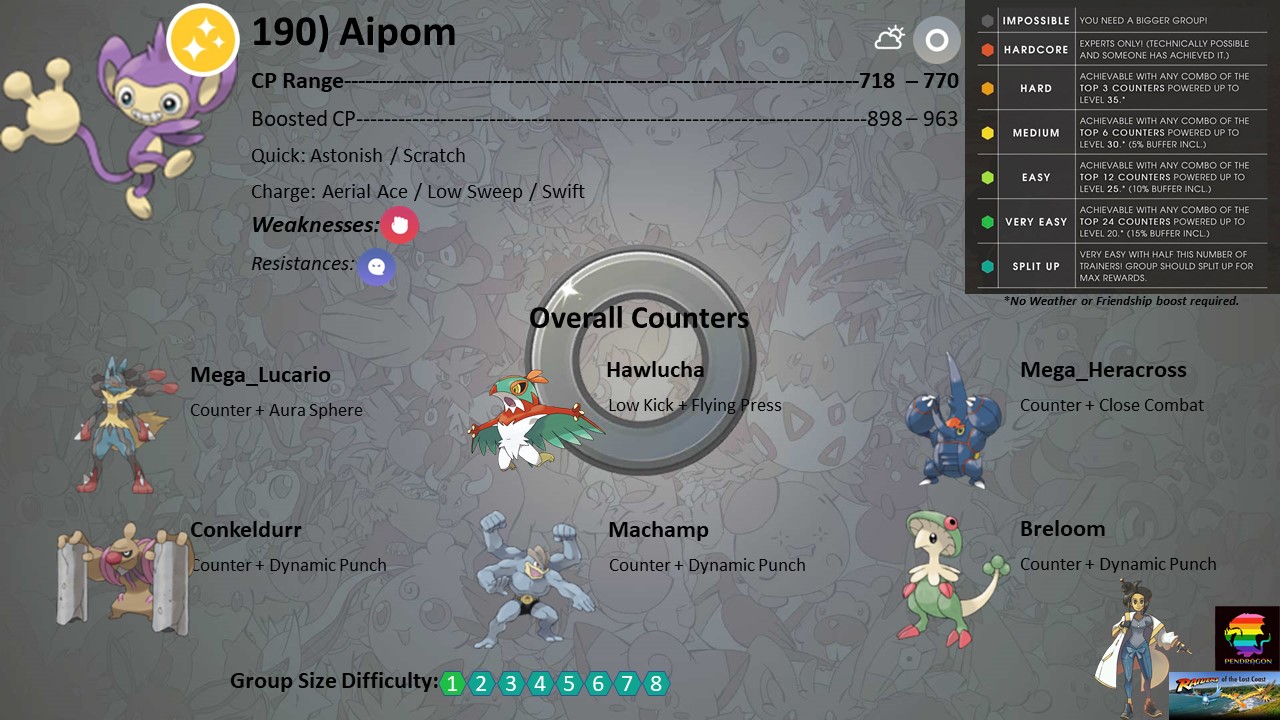 190) Aipom
CP Range---718 – 770
Boosted CP---898 – 963
Quick: Astonish / Scratch
Charge: Aerial Ace / Low Sweep / Swift
Weaknesses:
Resistances:
IMPOSSIBLE YOU NEED A BIGGER GROUP!
HARDCORE EXPERTS ONLY! (TECHNICALLY POSSIBLE
AND SOMEONE HAS ACHIEVED IT.)
HARD ACHIEVABLE WITH ANY COMBO OF THE
TOP 3 COUNTERS POWERED UP TO
LEVEL 35.*
MEDIUM ACHIEVABLE WITH ANY COMBO OF THE
TOP 6 COUNTERS POWERED UP TO
LEVEL 30.* (5% BUFFER INCL.)
EASY ACHIEVABLE WITH ANY COMBO OF THE
TOP 12 COUNTERS POWERED UP TO
LEVEL 25.* (10% BUFFER INCL.)
VERY EASY ACHIEVABLE WITH ANY COMBO OF THE
TOP 24 COUNTERS POWERED UP TO
LEVEL 20.* (15% BUFFER INCL.)
SPLIT UP VERY EASY WITH HALF THIS NUMBER OF
TRAINERS! GROUP SHOULD SPLIT UP FOR
MAX REWARDS.
*No Weather or Friendship boost required.
Overall Counters
Mega_Lucario
Counter + Aura Sphere
Hawlucha
Low Kick + Flying Press
Mega_Heracross
Counter + Close Combat
Conkeldurr
Counter + Dynamic Punch
Machamp
Counter + Dynamic Punch
Breloom
Counter + Dynamic Punch
Group Size Difficulty: 1 2 3 4 5 6 7 8
PENDROGON
RAIDERS of the Lost Coast